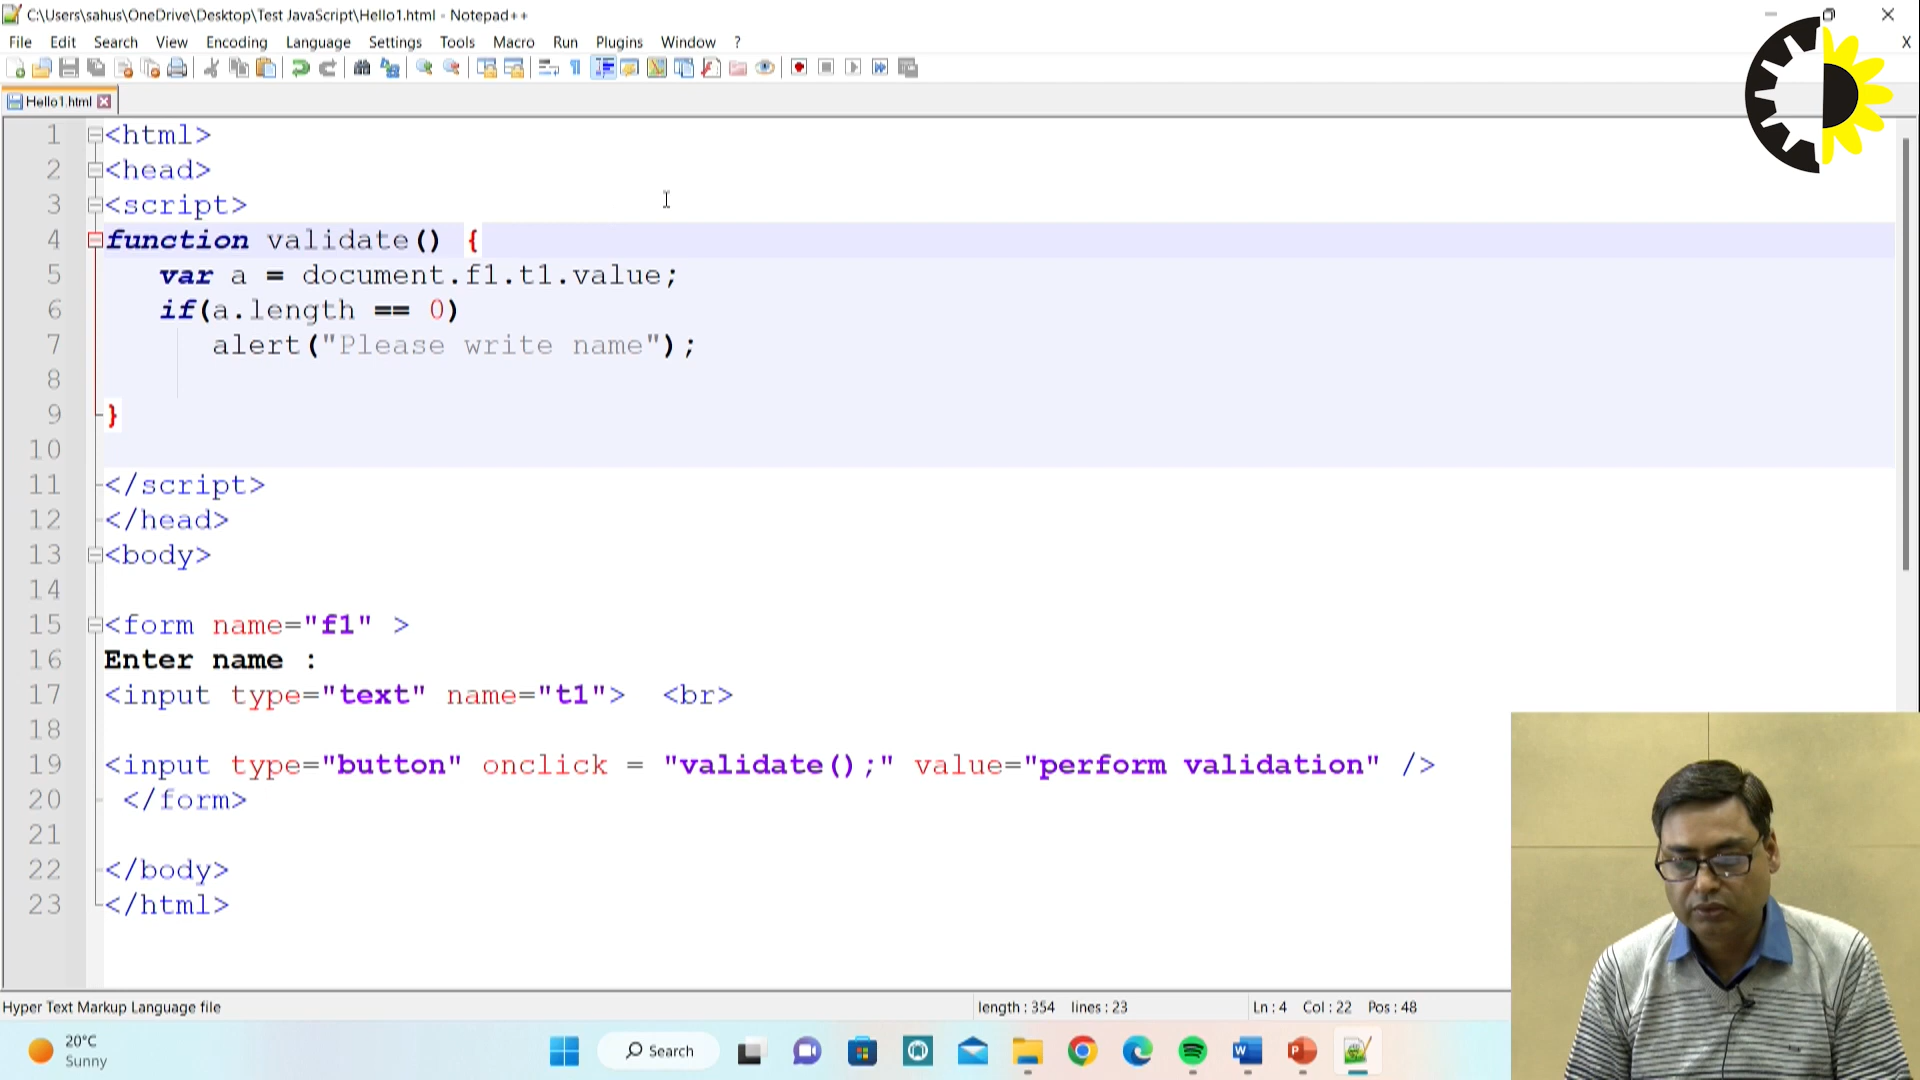 C:\Users\sahus\OneDrive\Desktop\Test JavaScript\Hello1.html - Notepad++
File Edit Search View Encoding Language Settings Tools Macro Run Plugins Window ?
X
Hello1.html
1 <html>
2 <head>
3 <script>
4 function validate() {
5 var a = document.f1.t1.value;
6 if(a.length == 0)
7 alert("Please write name");
8
9 }
10
11 </script>
12 </head>
13 <body>
14
15 <form name="f1" >
16 Enter name :
17 <input type="text" name="t1"> <br>
18
19 <input type="button" onclick = "validate();" value="perform validation" />
20 </form>
21
22 </body>
23 </html>
Hyper Text Markup Language file length : 354 lines : 23 Ln : 4 Col : 22 Pos : 48
20°C
Sunny
Search